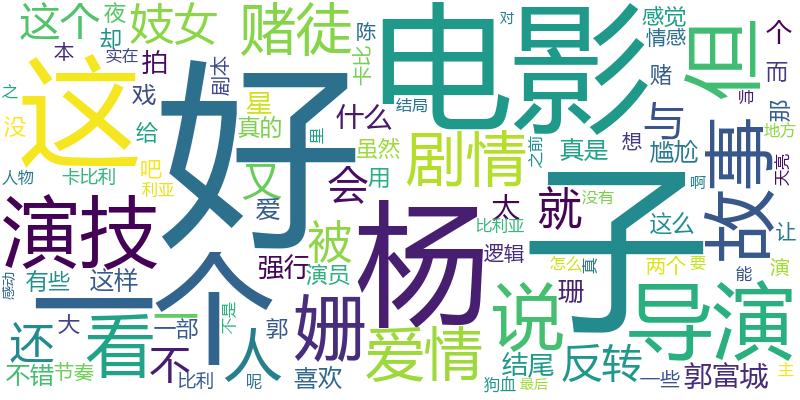 这个
夜
却
妓女
赌徒
陈
卡比
电影
对
感觉
情感
但
个
本
实在
拍
剧本
之
这
好
戏
星
真的
里
什么
结局
赌
与
而
师
那
地方
没
给
吧
利亚
又
虽然
剧情
之前
真是
想
尴尬
故事
天亮
人物
卡比利
会
用
爱
太
就
子
没有
啊
演技
被
杨
比利亚
这么
让
逻辑
怎么
真
两个
要
能
演
感动
有些
这样
一个
强行
演员
姗
珊
说
导演
还
大
看
一部
不
不是
人
郭
爱情
结尾
反转
不错
节奏
比利
呢
喜欢
狗血
最后
一些
郭富城
主